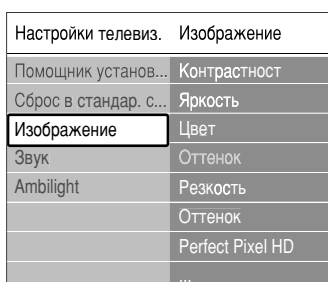 Настройки телевиз. Изображение
Помощник установ... Контрастност
Сброс в стандар. с... Яркость
Изображение Цвет
Звук Оттенок
Ambilight Резкость
Оттенок
Perfect Pixel HD